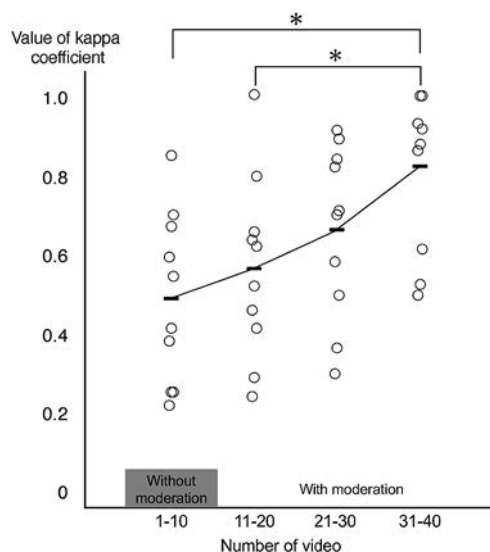 Value of kappa
coefficient
*
*
1.0
0.8
0.6
0.4
0.2
0
Without
moderation
With moderation
1-10
11-20
21-30
31-40
Number of video